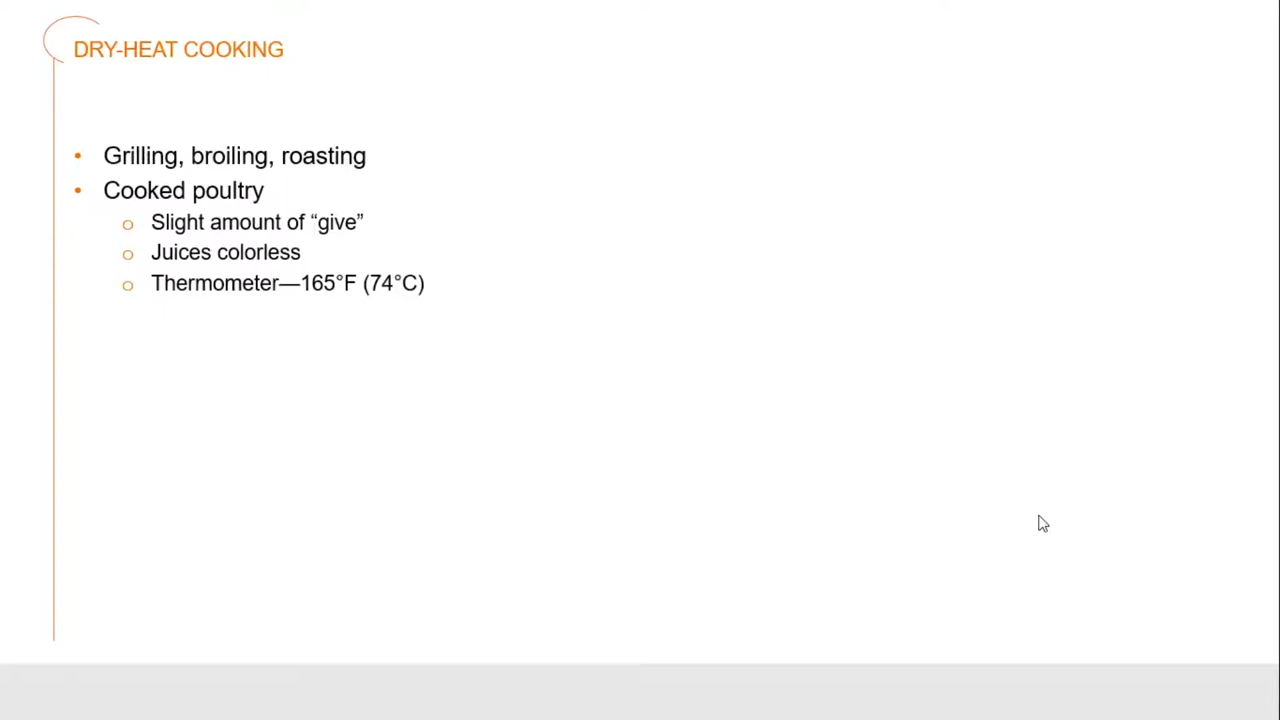 DRY-HEAT COOKING
• Grilling, broiling, roasting
• Cooked poultry
o Slight amount of “give”
o Juices colorless
o Thermometer—165°F (74°C)